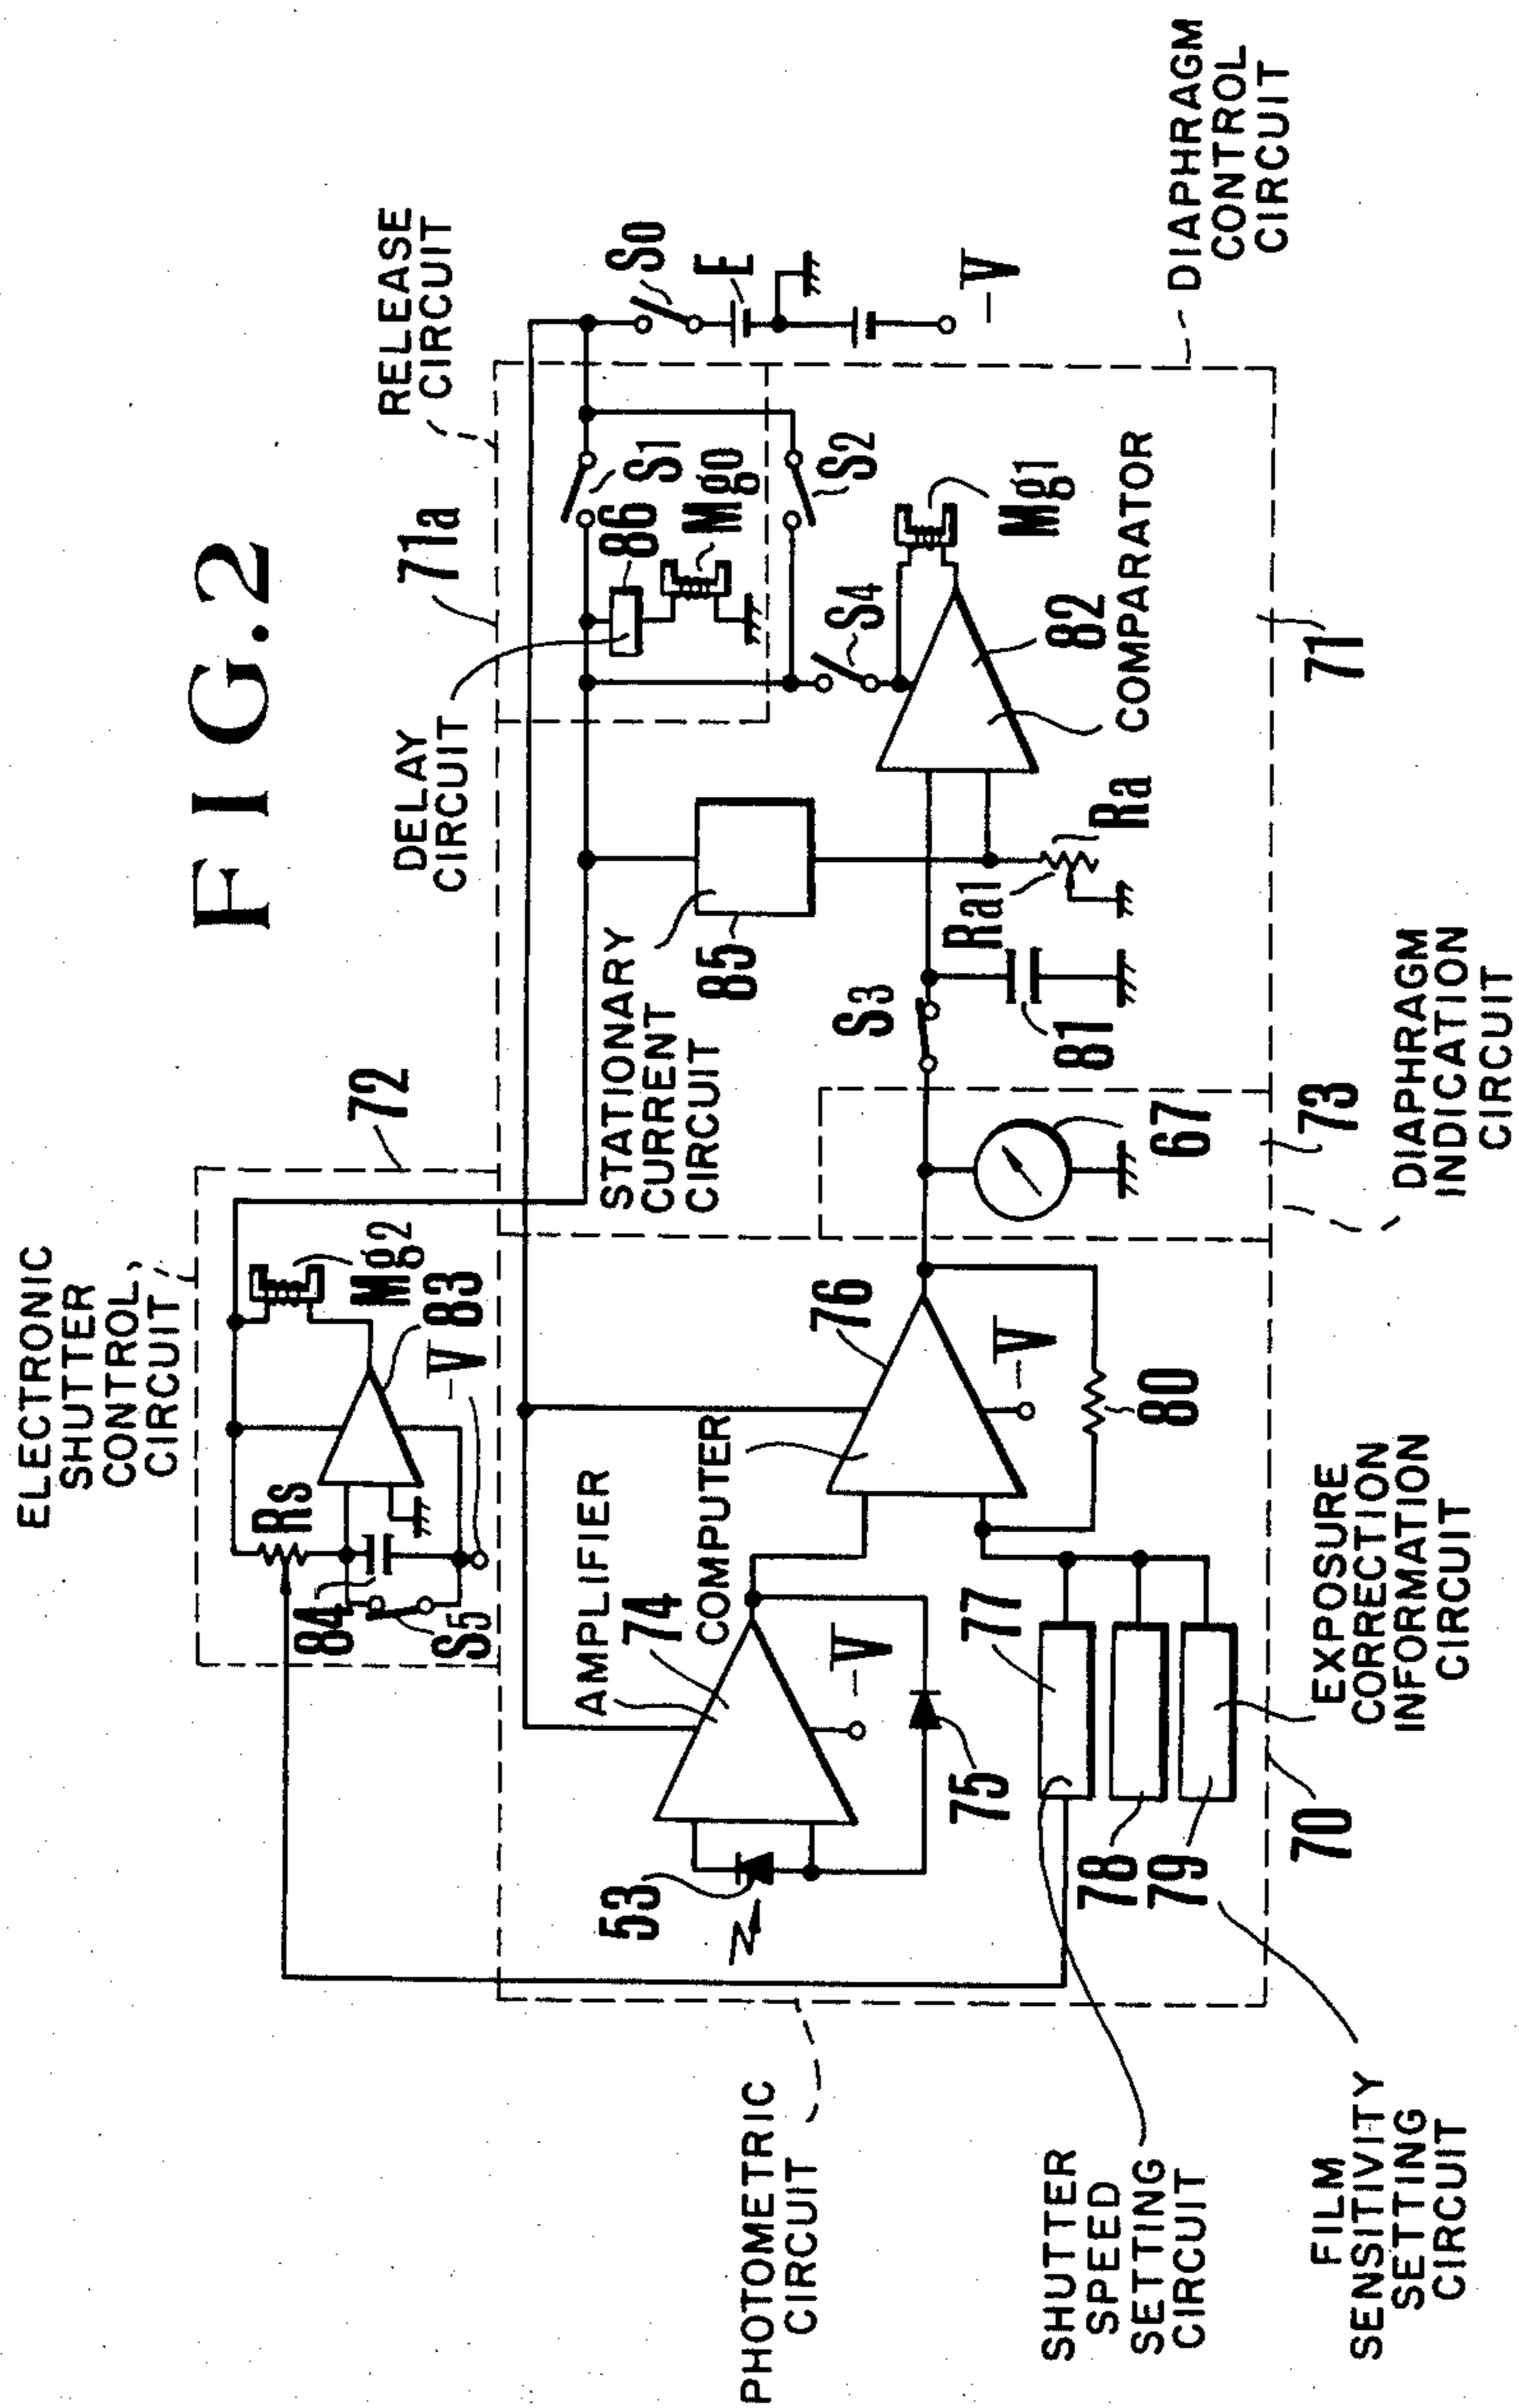 FIG.2
ELECTRONIC
SHUTTER
CONTROL
CIRCUIT
72
Mg2
83
-V
Rs
84
S5
RELEASE
CIRCUIT
71a
DELAY
CIRCUIT
S1
86
Mg0
S0
E
-V
S2
S4
Mg1
82
COMPARATOR
DIAPHRAGM
CONTROL
CIRCUIT
71
STATIONARY
CURRENT
CIRCUIT
85
Ra
Ra1
S3
81
67
73
DIAPHRAGM
INDICATION
CIRCUIT
76
-V
80
COMPUTER
AMPLIFIER
74
-V
75
53
77
78
79
70
EXPOSURE
CORRECTION
INFORMATION
CIRCUIT
PHOTOMETRIC
CIRCUIT
SHUTTER
SPEED
SETTING
CIRCUIT
FILM
SENSITIVITY
SETTING
CIRCUIT